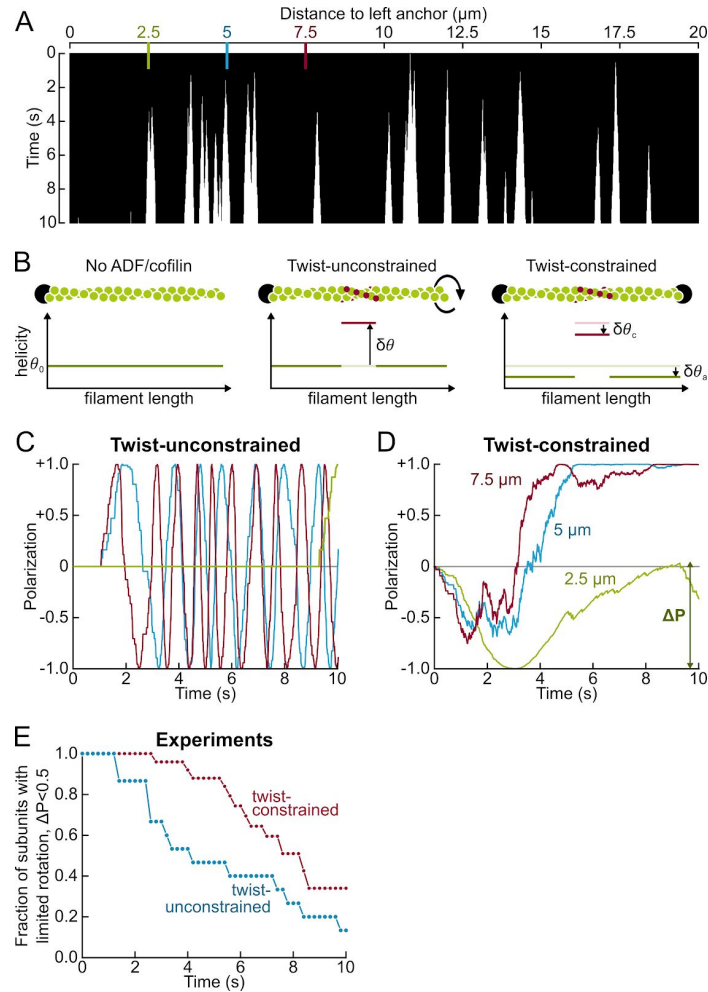 A
Distance to left anchor (µm)
0 2.5 5 7.5 10 12.5 15 17.5 20
Time (s)
0
2
4
6
8
10
B
No ADF/cofilin
Twist-unconstrained
Twist-constrained
helicity
θ0
δθ
δθc
δθa
filament length
filament length
filament length
C
Twist-unconstrained
Polarization
+1.0
+0.5
0
-0.5
-1.0
0 2 4 6 8 10
Time (s)
D
Twist-constrained
Polarization
+1.0
+0.5
0
-0.5
-1.0
7.5 µm
5 µm
2.5 µm
ΔP
0 2 4 6 8 10
Time (s)
E
Experiments
Fraction of subunits with
limited rotation, ΔP<0.5
1.0
0.8
0.6
0.4
0.2
0.0
twist-
constrained
twist-
unconstrained
0 2 4 6 8 10
Time (s)